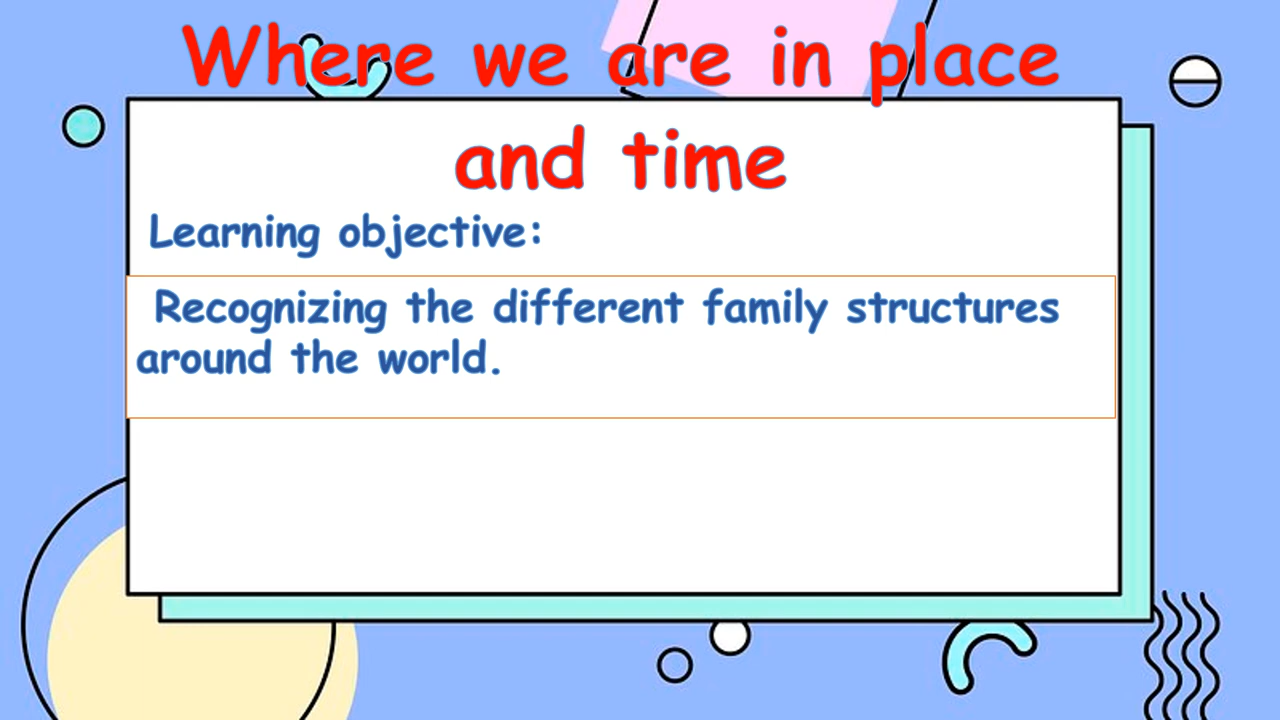 Where we are in place
and time
Learning objective:
Recognizing the different family structures
around the world.